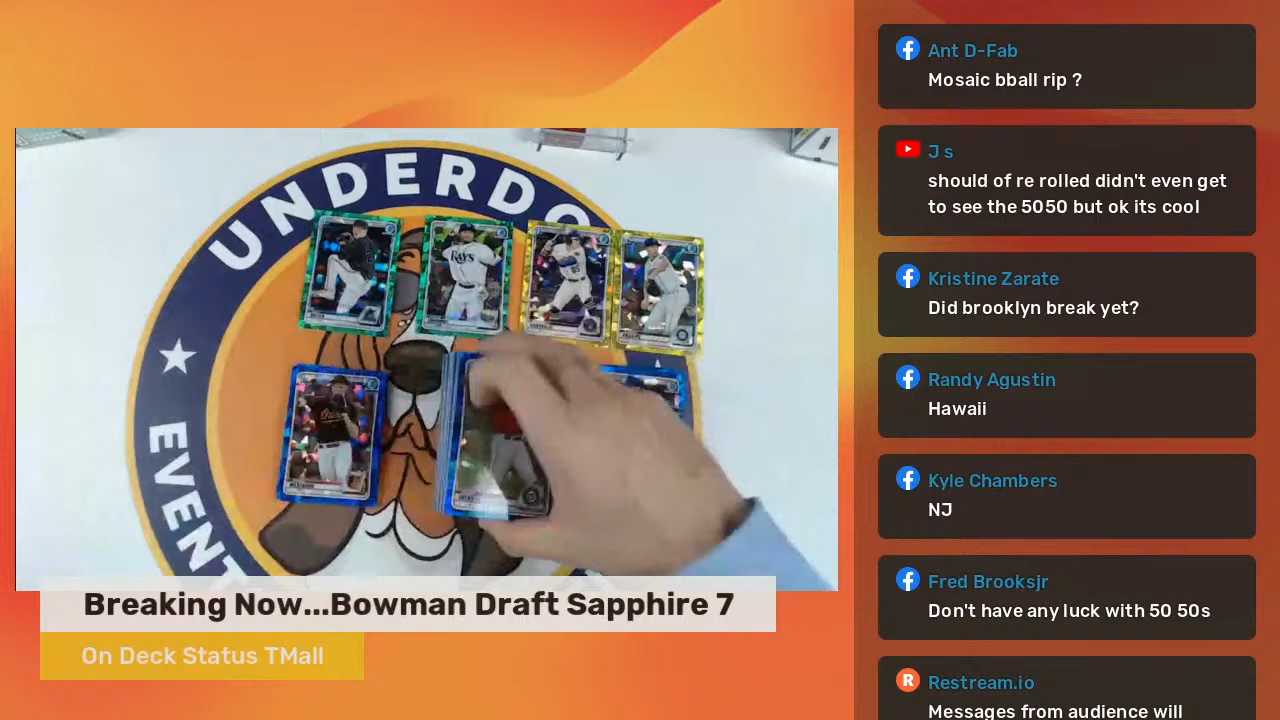 UNDERDO
EVENT
RAYS
Breaking Now...Bowman Draft Sapphire 7
On Deck Status TMall
Ant D-Fab
Mosaic bball rip ?
J s
should of re rolled didn't even get
to see the 5050 but ok its cool
Kristine Zarate
Did brooklyn break yet?
Randy Agustin
Hawaii
Kyle Chambers
NJ
Fred Brooksjr
Don't have any luck with 50 50s
Restream.io
Messages from audience will